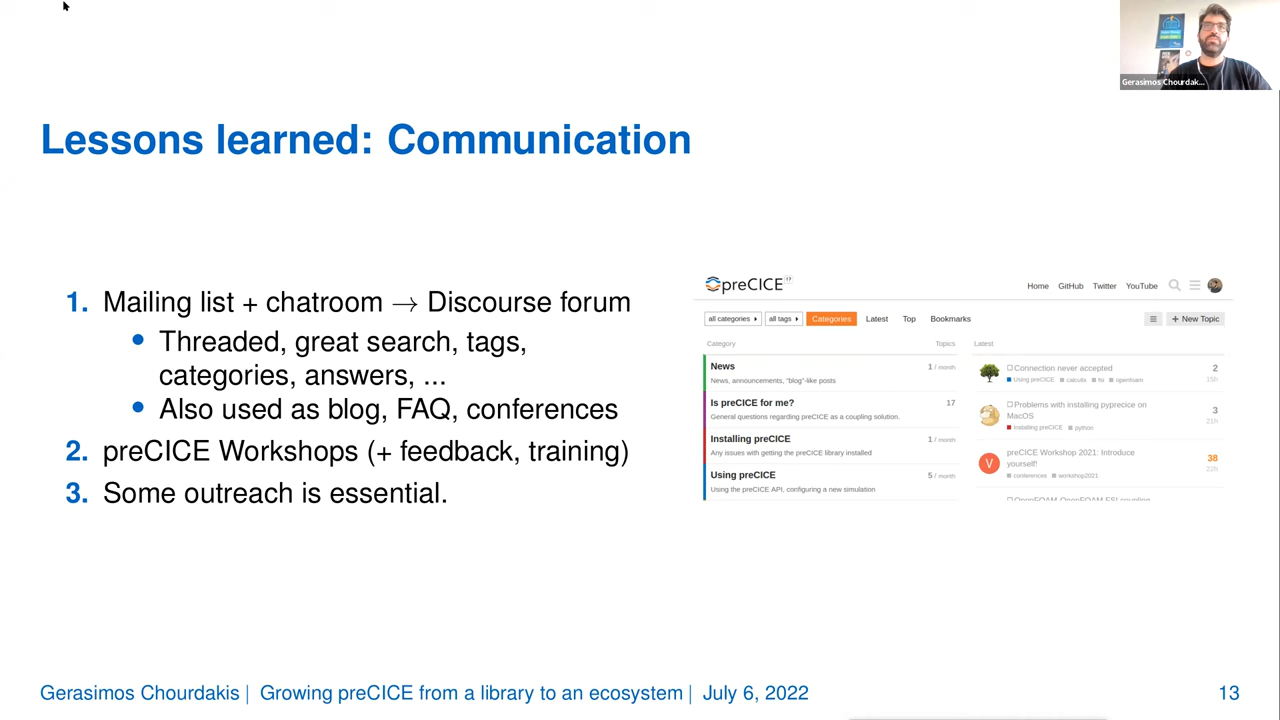 Gerasimos Chourdak...
Lessons learned: Communication
1. Mailing list + chatroom → Discourse forum
• Threaded, great search, tags,
categories, answers, ...
• Also used as blog, FAQ, conferences
2. preCICE Workshops (+ feedback, training)
3. Some outreach is essential.
preCICE
Home GitHub Twitter YouTube
all categories all tags Categories Latest Top Bookmarks
+ New Topic
Category Topics
News 1 / month
News, announcements, "blog"-like posts
Is preCICE for me? 17
General questions regarding preCICE as a coupling solution.
Installing preCICE 1 / month
Any issues with getting the preCICE library installed
Using preCICE 5 / month
Using the preCICE API, configuring a new simulation
Latest
Connection never accepted 2
Using preCICE calculix fsi openfoam 15h
Problems with installing pyprecice on
MacOS 3
Installing preCICE python 21h
V
preCICE Workshop 2021: Introduce
yourself! 38
conferences workshop2021 22h
OpenFOAM-OpenFOAM FSI coupling
Gerasimos Chourdakis | Growing preCICE from a library to an ecosystem | July 6, 2022
13